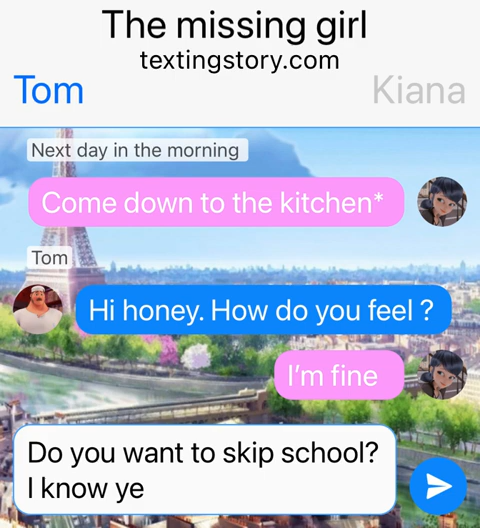 The missing girl
textingstory.com
Tom Kiana
Next day in the morning
Come down to the kitchen*
Tom
Hi honey. How do you feel ?
I'm fine
Do you want to skip school?
I know ye